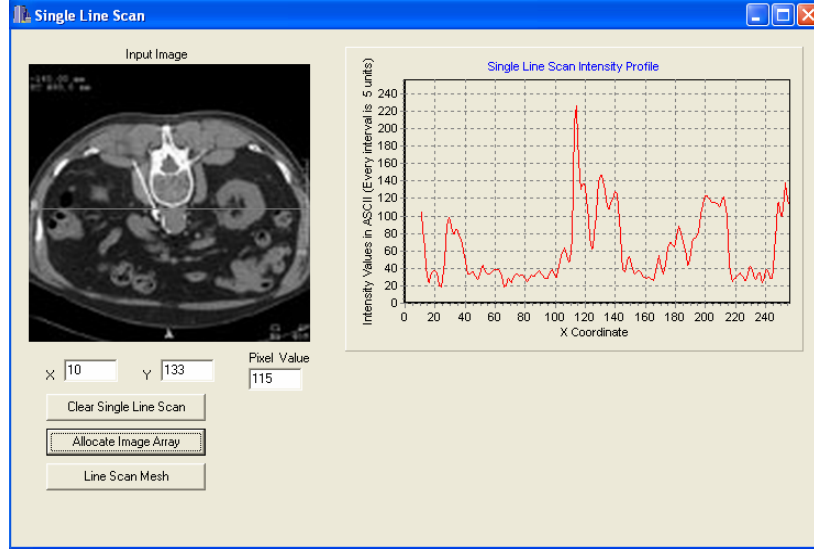 Single Line Scan
Input Image
-140.00 mm
Single Line Scan Intensity Profile
Intensity Values in ASCII (Every interval is 5 units)
240
220
200
180
160
140
120
100
80
60
40
20
0
0 20 40 60 80 100 120 140 160 180 200 220 240
X Coordinate
X 10 Y 133 Pixel Value
115
Clear Single Line Scan
Allocate Image Array
Line Scan Mesh